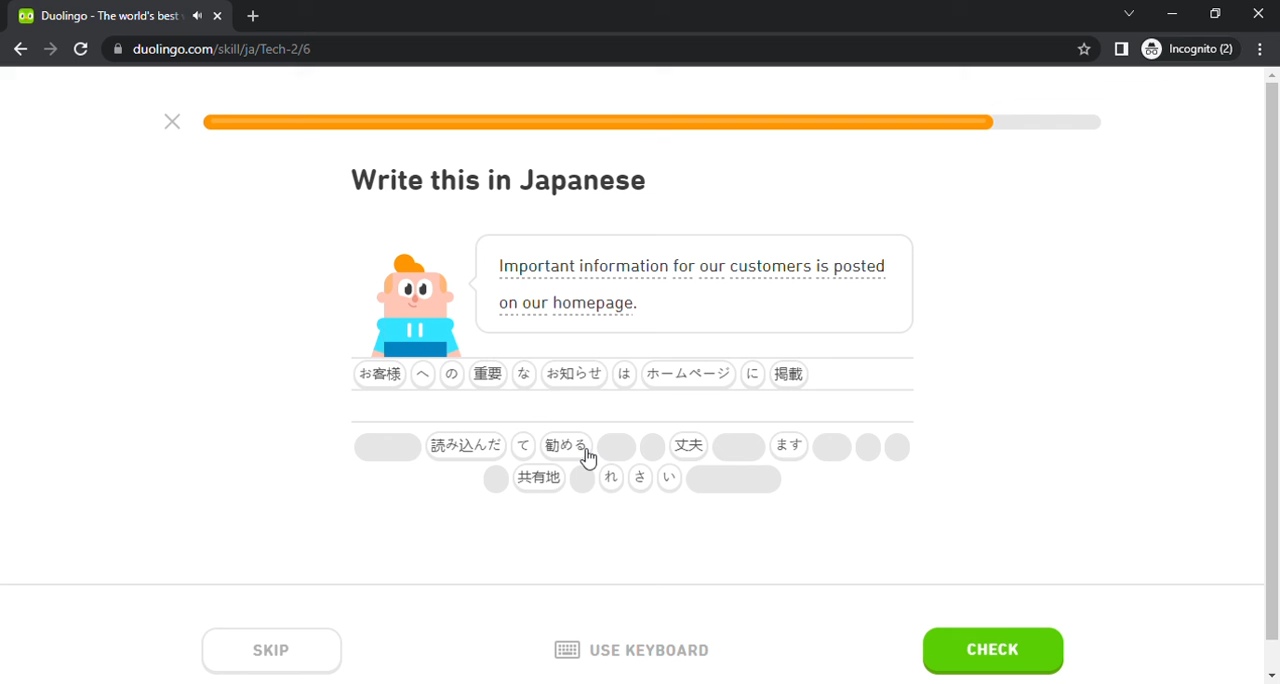 Duolingo - The world's best
duolingo.com/skill/ja/Tech-2/6
Incognito (2)
Write this in Japanese
Important information for our customers is posted
on our homepage.
お客様 へ の 重要 な お知らせ は ホームページ に 掲載
読み込んだ て 勧める 丈夫 ます
共有地 れ さ い
SKIP
USE KEYBOARD
CHECK